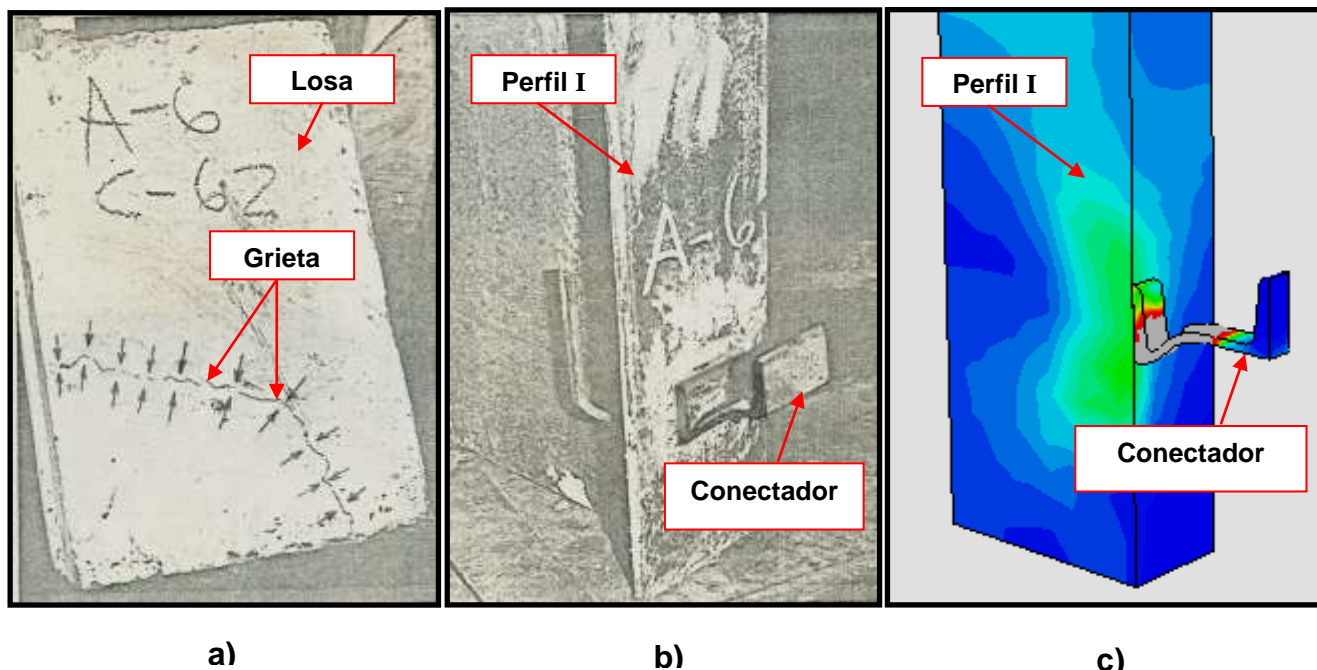 Losa
A-6
C-62
Grieta
a)
Perfil I
A-6
Conectador
b)
Perfil I
Conectador
c)